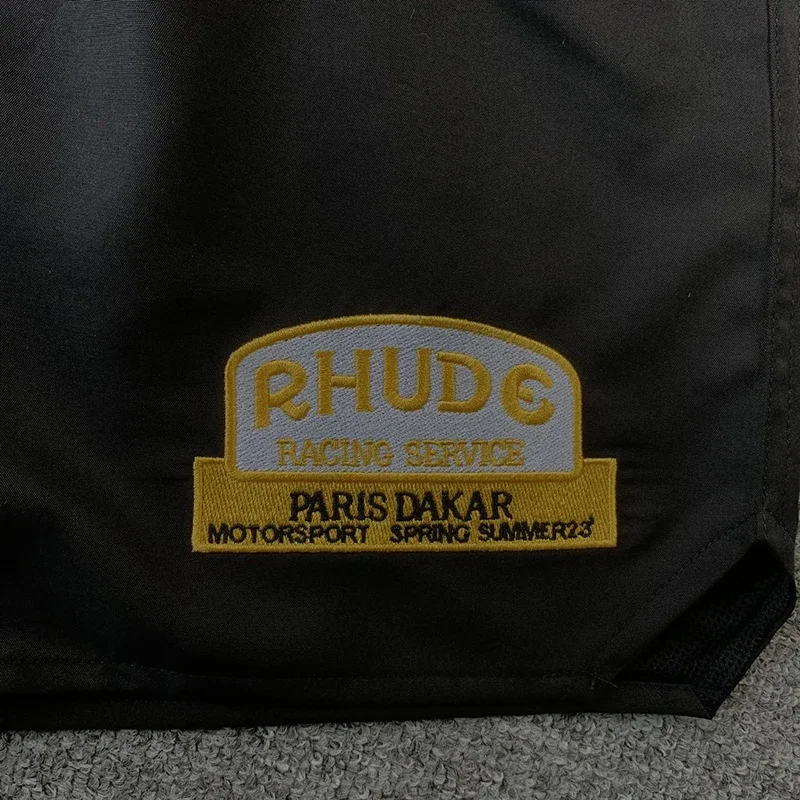 RHUDE
RACING SERVICE
PARIS DAKAR
MOTORSPORT SPRING SUMMER23'